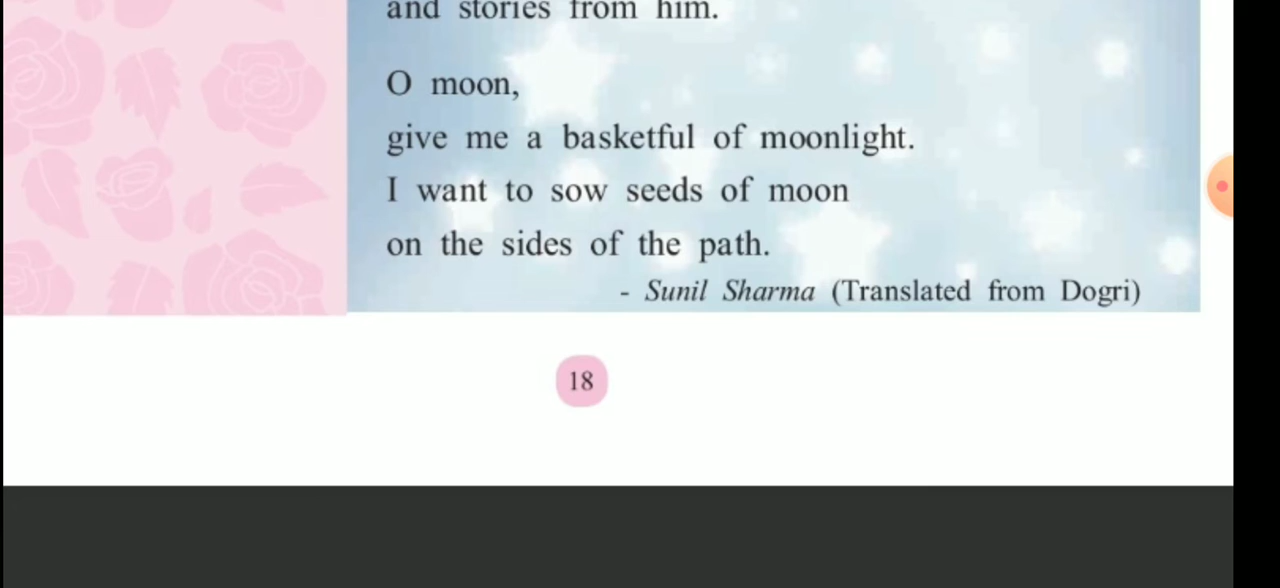 and stories from him.
O moon,
give me a basketful of moonlight.
I want to sow seeds of moon
on the sides of the path.
- Sunil Sharma (Translated from Dogri)
18